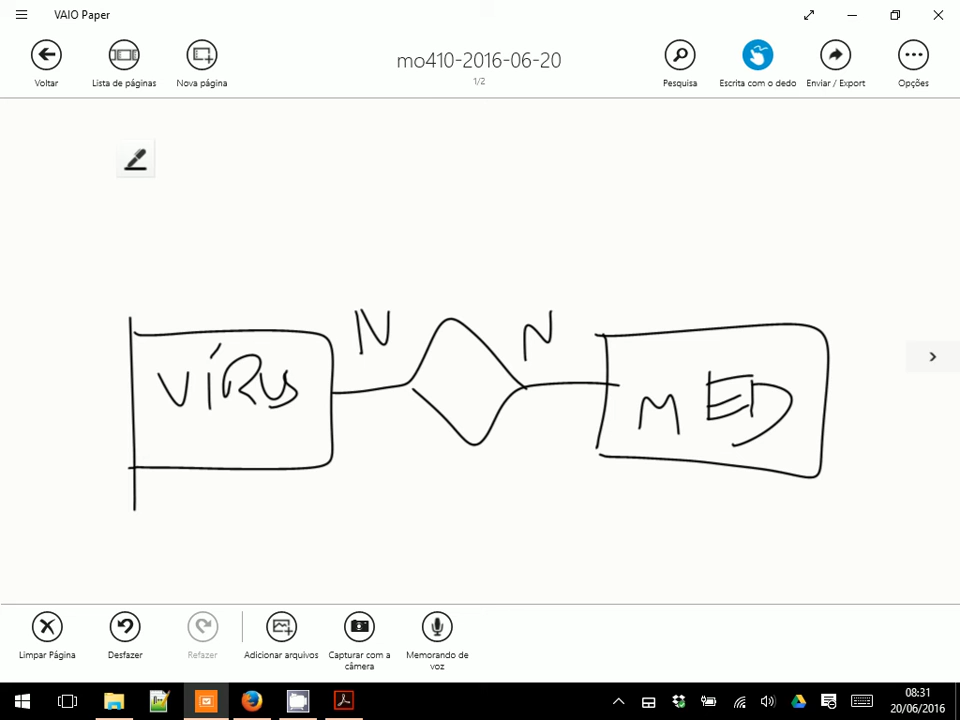 VAIO Paper
Voltar
Lista de páginas
Nova página
mo410-2016-06-20
1/2
Pesquisa
Escrita com o dedo
Enviar / Export
Opções
N
N
VÍRUS
MED
Limpar Página
Desfazer
Refazer
Adicionar arquivos
Capturar com a
câmera
Memorando de
voz
08:31
20/06/2016